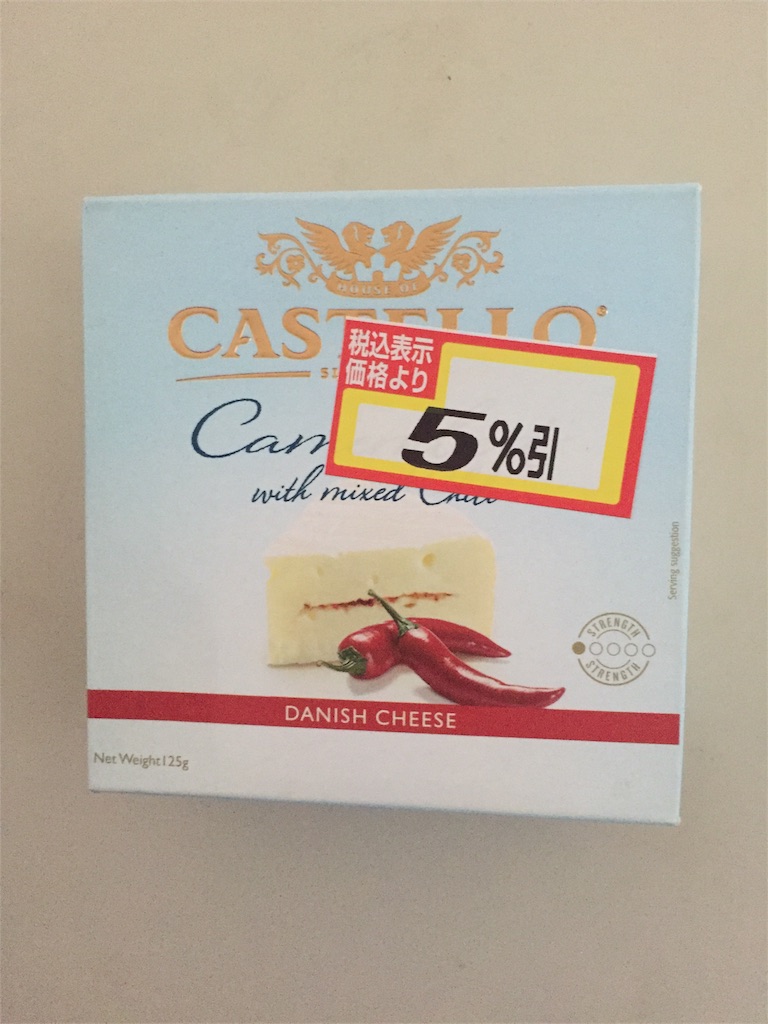 HOUSE OF
CASTELLO
税込表示
価格より
5%引
with mixed Chili
Serving suggestion
STRENGTH
STRENGTH
DANISH CHEESE
Net Weight 125g